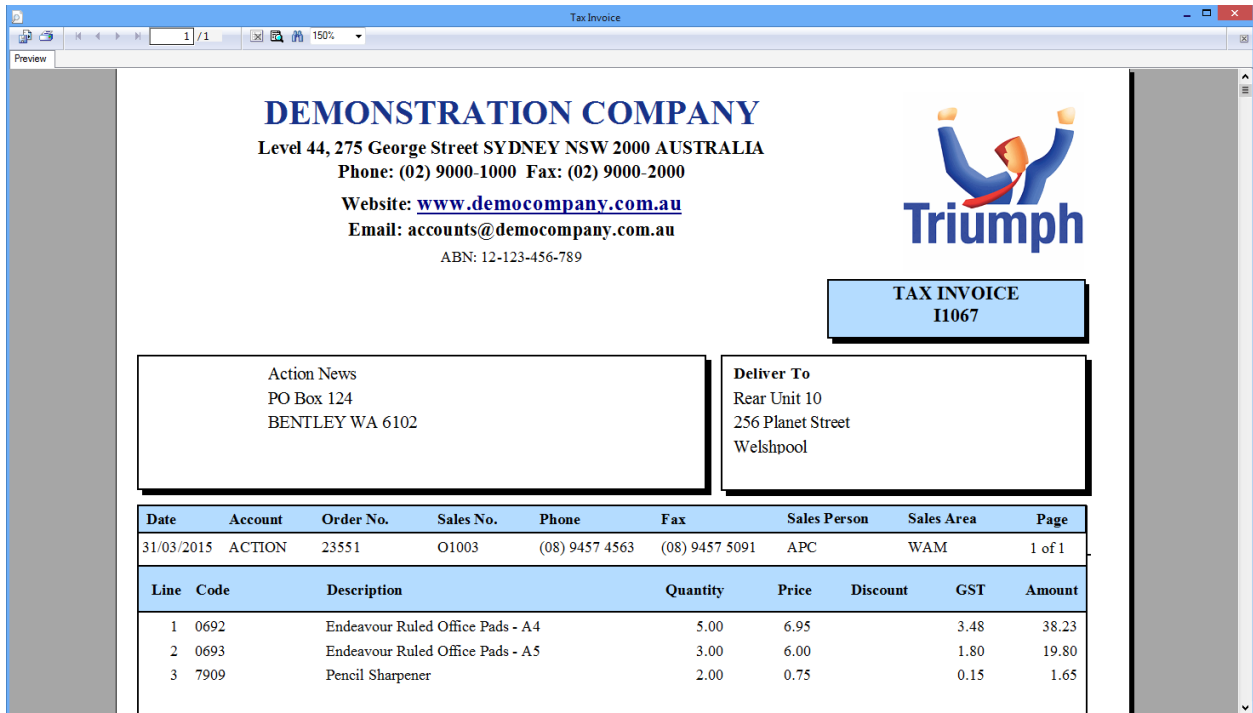 Tax Invoice
1 /1 150%
Preview
DEMONSTRATION COMPANY
Level 44, 275 George Street SYDNEY NSW 2000 AUSTRALIA
Phone: (02) 9000-1000 Fax: (02) 9000-2000
Website: www.democompany.com.au
Email: accounts@democompany.com.au
ABN: 12-123-456-789
Triumph
TAX INVOICE
I1067
Action News
PO Box 124
BENTLEY WA 6102
Deliver To
Rear Unit 10
256 Planet Street
Welshpool
Date Account Order No. Sales No. Phone Fax Sales Person Sales Area Page
31/03/2015 ACTION 23551 O1003 (08) 9457 4563 (08) 9457 5091 APC WAM 1 of 1
Line Code Description Quantity Price Discount GST Amount
1 0692 Endeavour Ruled Office Pads - A4 5.00 6.95 3.48 38.23
2 0693 Endeavour Ruled Office Pads - A5 3.00 6.00 1.80 19.80
3 7909 Pencil Sharpener 2.00 0.75 0.15 1.65